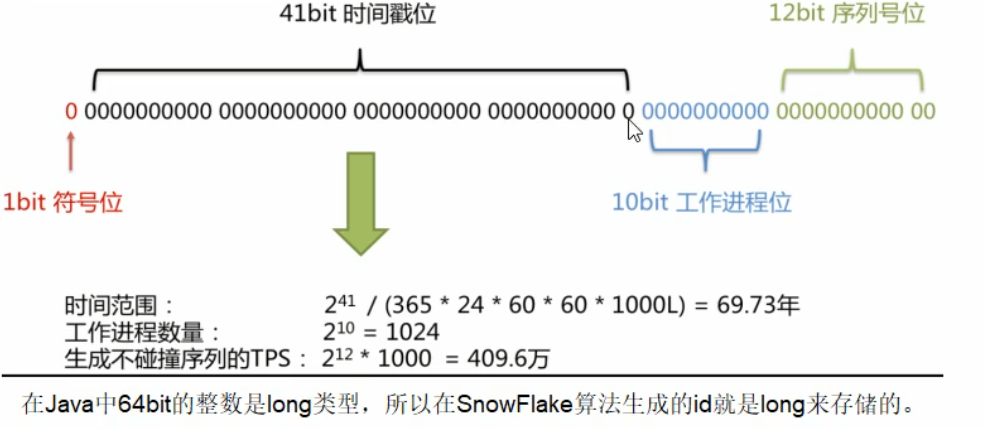 41bit 时间戳位
12bit 序列号位
0 0000000000 0000000000 0000000000 0000000000 0 0000000000 0000000000 00
1bit 符号位
10bit 工作进程位
时间范围： 2⁴¹ / (365 * 24 * 60 * 60 * 1000L) = 69.73年
工作进程数量： 2¹⁰ = 1024
生成不碰撞序列的TPS： 2¹² * 1000 = 409.6万
在Java中64bit的整数是long类型，所以在SnowFlake算法生成的id就是long来存储的。